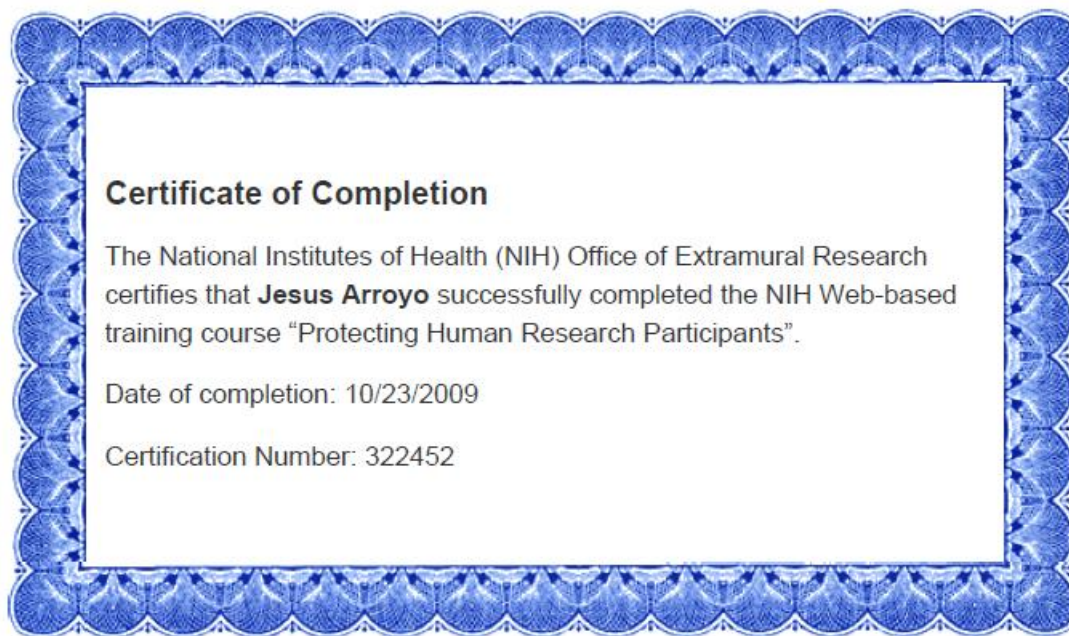 Certificate of Completion
The National Institutes of Health (NIH) Office of Extramural Research
certifies that Jesus Arroyo successfully completed the NIH Web-based
training course “Protecting Human Research Participants”.
Date of completion: 10/23/2009
Certification Number: 322452